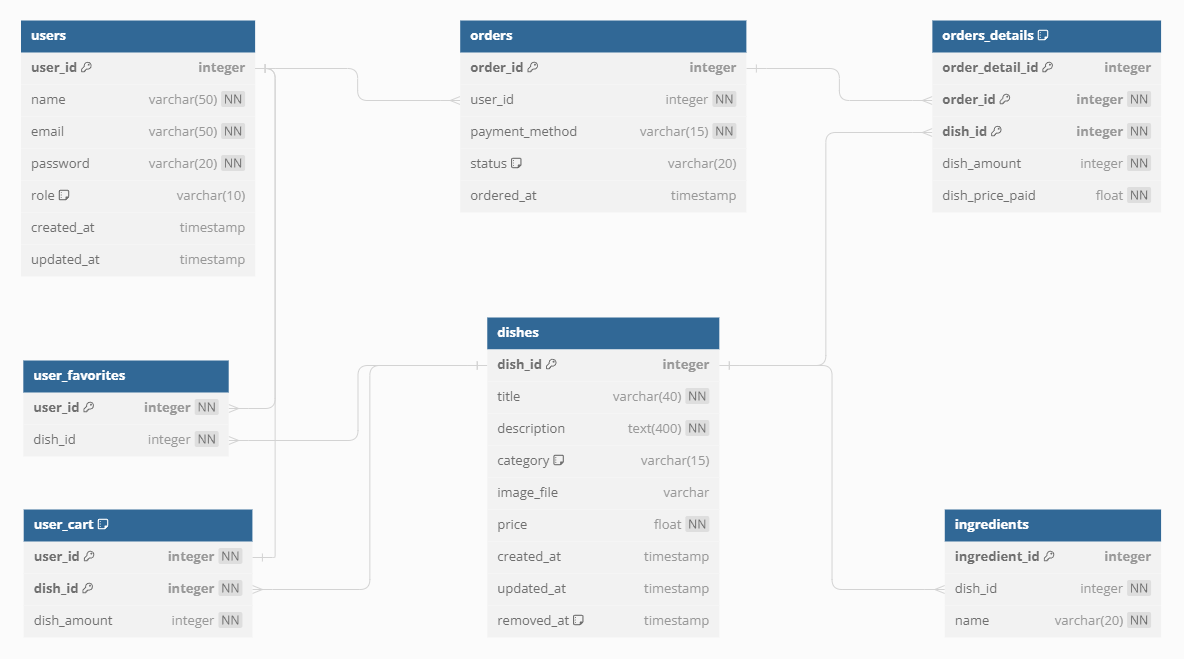 users
user_id integer
name varchar(50) NN
email varchar(50) NN
password varchar(20) NN
role varchar(10)
created_at timestamp
updated_at timestamp
orders
order_id integer
user_id integer NN
payment_method varchar(15) NN
status varchar(20)
ordered_at timestamp
orders_details
order_detail_id integer
order_id integer NN
dish_id integer NN
dish_amount integer NN
dish_price_paid float NN
user_favorites
user_id integer NN
dish_id integer NN
dishes
dish_id integer
title varchar(40) NN
description text(400) NN
category varchar(15)
image_file varchar
price float NN
created_at timestamp
updated_at timestamp
removed_at timestamp
user_cart
user_id integer NN
dish_id integer NN
dish_amount integer NN
ingredients
ingredient_id integer
dish_id integer NN
name varchar(20) NN